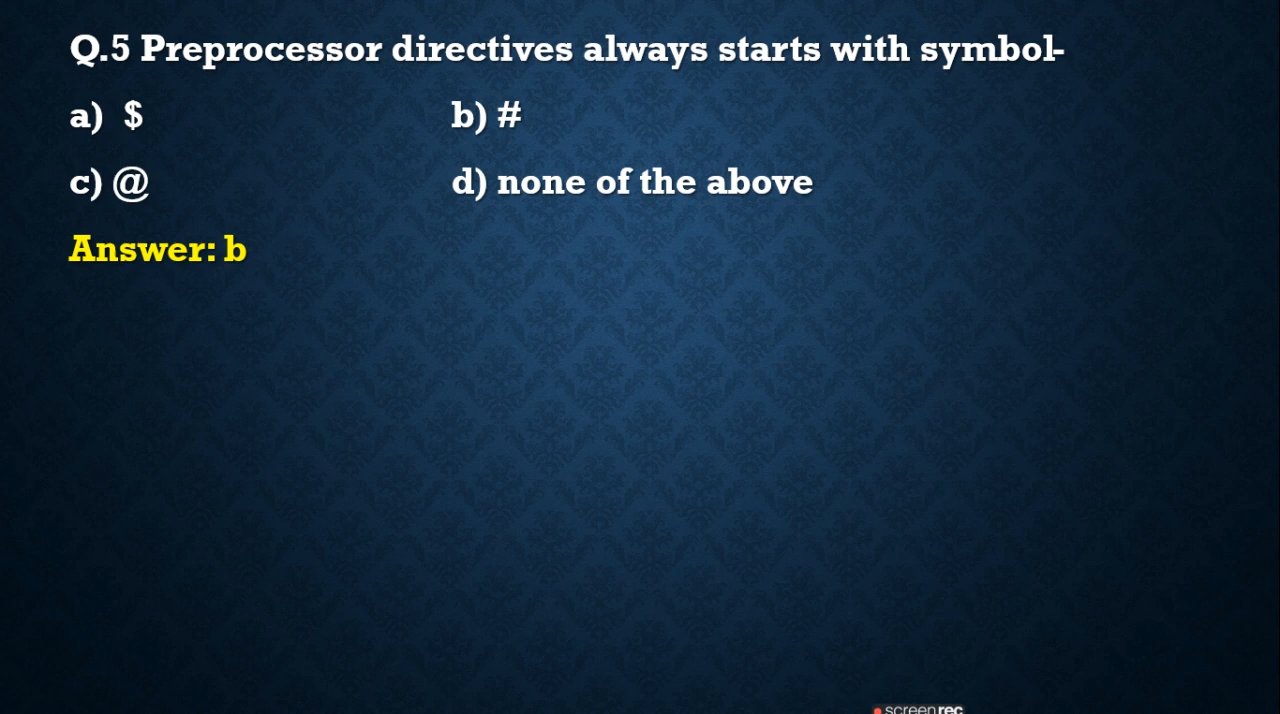 Q.5 Preprocessor directives always starts with symbol-
a) $ b) #
c) @ d) none of the above
Answer: b
screenrec